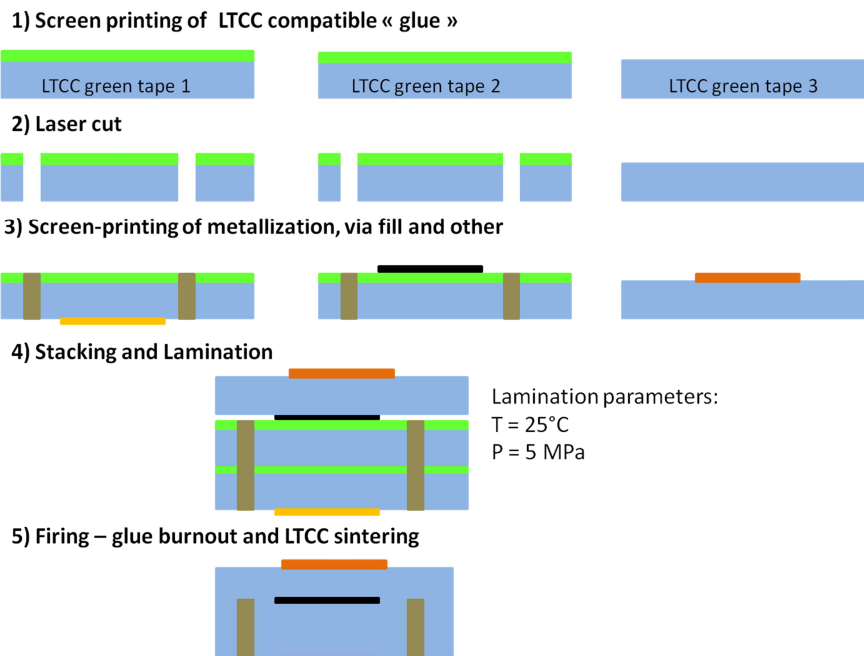 1) Screen printing of LTCC compatible « glue »
LTCC green tape 1
LTCC green tape 2
LTCC green tape 3
2) Laser cut
3) Screen-printing of metallization, via fill and other
4) Stacking and Lamination
Lamination parameters:
T = 25°C
P = 5 MPa
5) Firing – glue burnout and LTCC sintering